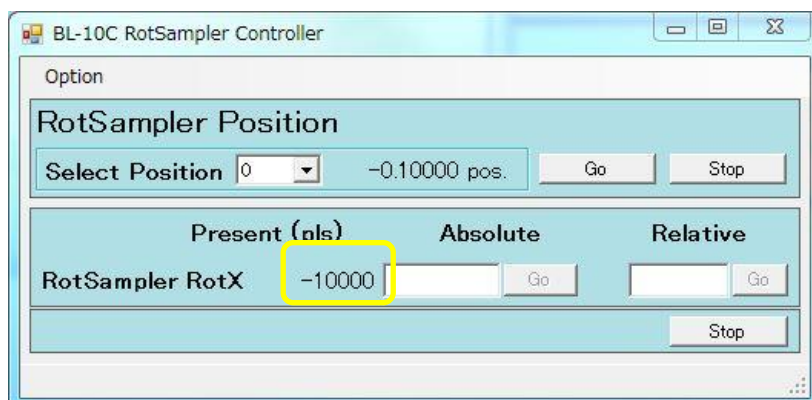 BL-10C RotSampler Controller
Option
RotSampler Position
Select Position 0 -0.10000 pos. Go Stop
Present (pls) Absolute Relative
RotSampler RotX -10000 Go Go
Stop